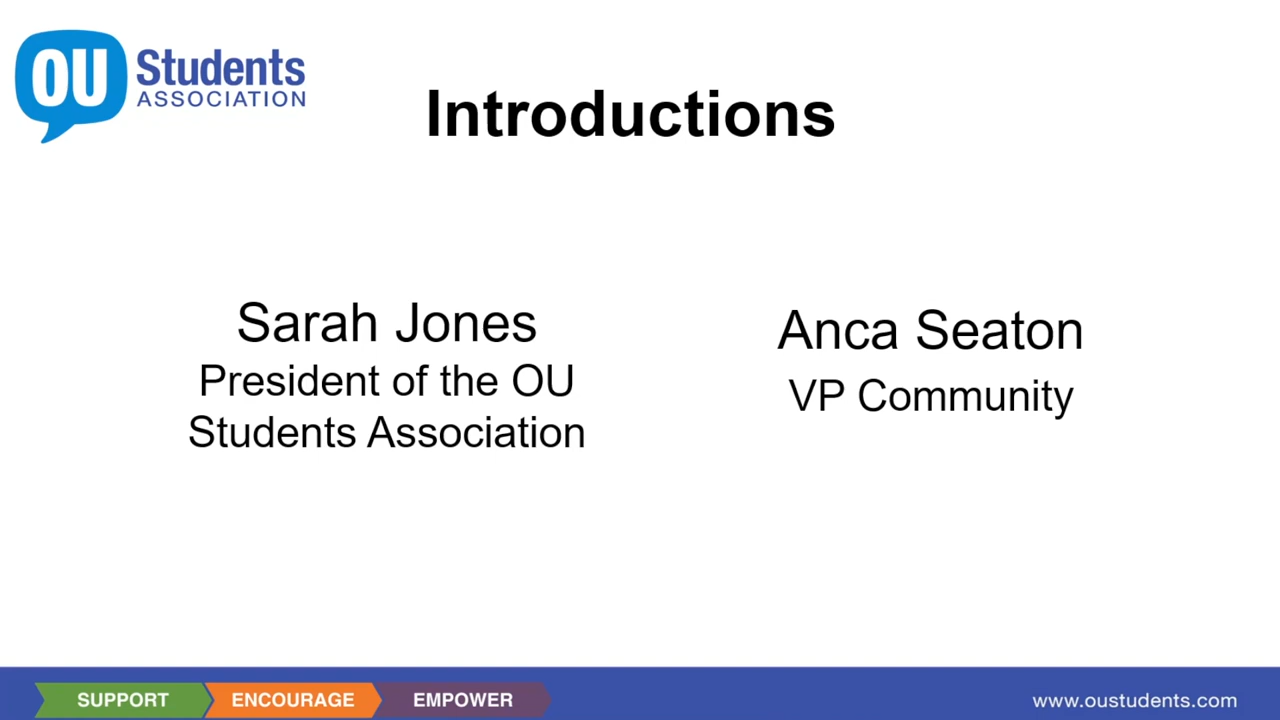 OU Students
ASSOCIATION
Introductions
Sarah Jones
President of the OU
Students Association
Anca Seaton
VP Community
SUPPORT
ENCOURAGE
EMPOWER
www.oustudents.com